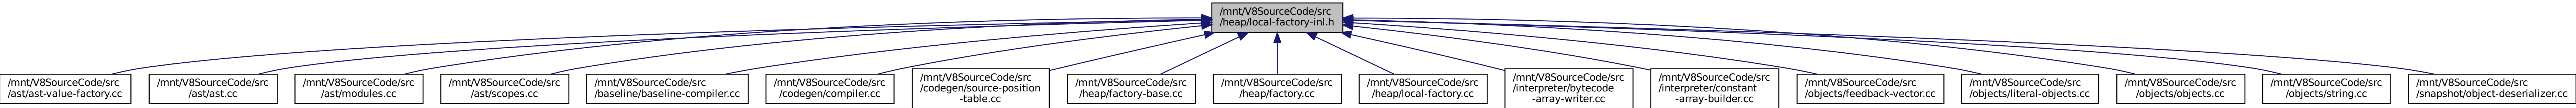 /mnt/V8SourceCode/src
/heap/local-factory-inl.h
/mnt/V8SourceCode/src
/ast/ast-value-factory.cc
/mnt/V8SourceCode/src
/ast/ast.cc
/mnt/V8SourceCode/src
/ast/modules.cc
/mnt/V8SourceCode/src
/ast/scopes.cc
/mnt/V8SourceCode/src
/baseline/baseline-compiler.cc
/mnt/V8SourceCode/src
/codegen/compiler.cc
/mnt/V8SourceCode/src
/codegen/source-position
-table.cc
/mnt/V8SourceCode/src
/heap/factory-base.cc
/mnt/V8SourceCode/src
/heap/factory.cc
/mnt/V8SourceCode/src
/heap/local-factory.cc
/mnt/V8SourceCode/src
/interpreter/bytecode
-array-writer.cc
/mnt/V8SourceCode/src
/interpreter/constant
-array-builder.cc
/mnt/V8SourceCode/src
/objects/feedback-vector.cc
/mnt/V8SourceCode/src
/objects/literal-objects.cc
/mnt/V8SourceCode/src
/objects/objects.cc
/mnt/V8SourceCode/src
/objects/string.cc
/mnt/V8SourceCode/src
/snapshot/object-deserializer.cc